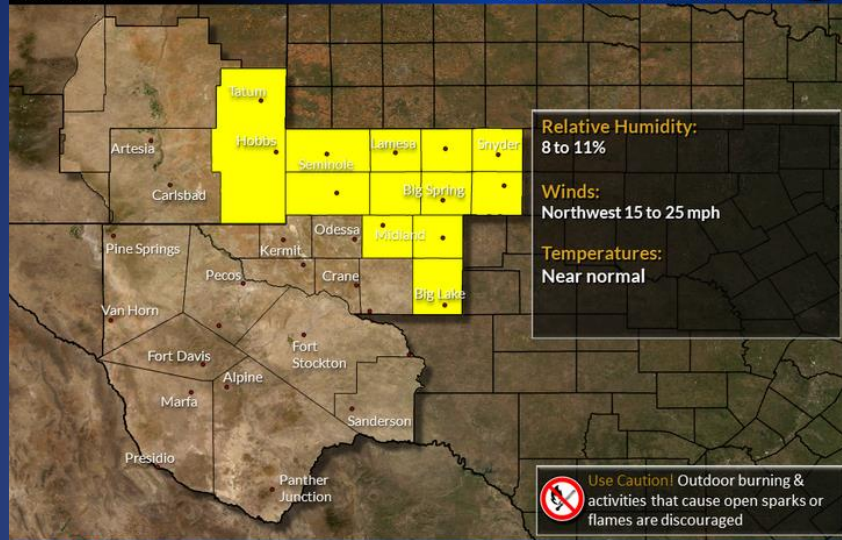 Tatum
Hobbs
Artesia
Carlsbad
Seminole
Lamesa
Snyder
Big Spring
Pine Springs
Kermit
Odessa
Midland
Pecos
Crane
Big Lake
Van Horn
Fort Davis
Fort
Stockton
Alpine
Marfa
Sanderson
Presidio
Panther
Junction
Relative Humidity:
8 to 11%
Winds:
Northwest 15 to 25 mph
Temperatures:
Near normal
Use Caution! Outdoor burning &
activities that cause open sparks or
flames are discouraged